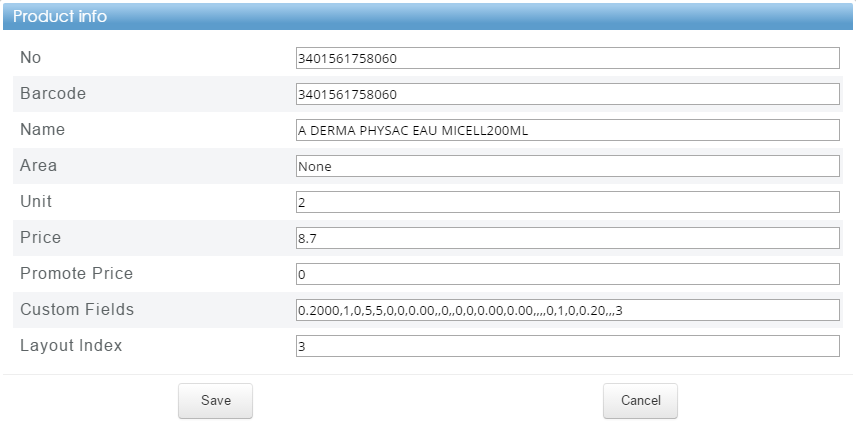 Product info
No 3401561758060
Barcode 3401561758060
Name A DERMA PHYSAC EAU MICELL200ML
Area None
Unit 2
Price 8.7
Promote Price 0
Custom Fields 0.2000,1,0,5,5,0,0,0.00,,0,,0,0,0.00,0.00,,,,0,1,0,0.20,,,3
Layout Index 3
Save Cancel